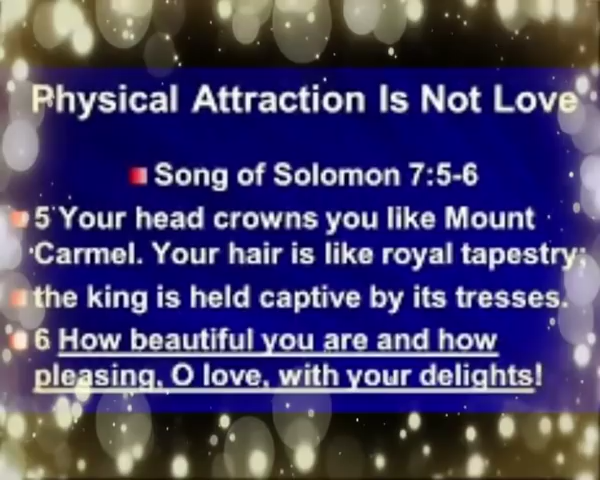 Physical Attraction Is Not Love
Song of Solomon 7:5-6
5 Your head crowns you like Mount
Carmel. Your hair is like royal tapestry;
the king is held captive by its tresses.
6 How beautiful you are and how
pleasing, O love, with your delights!